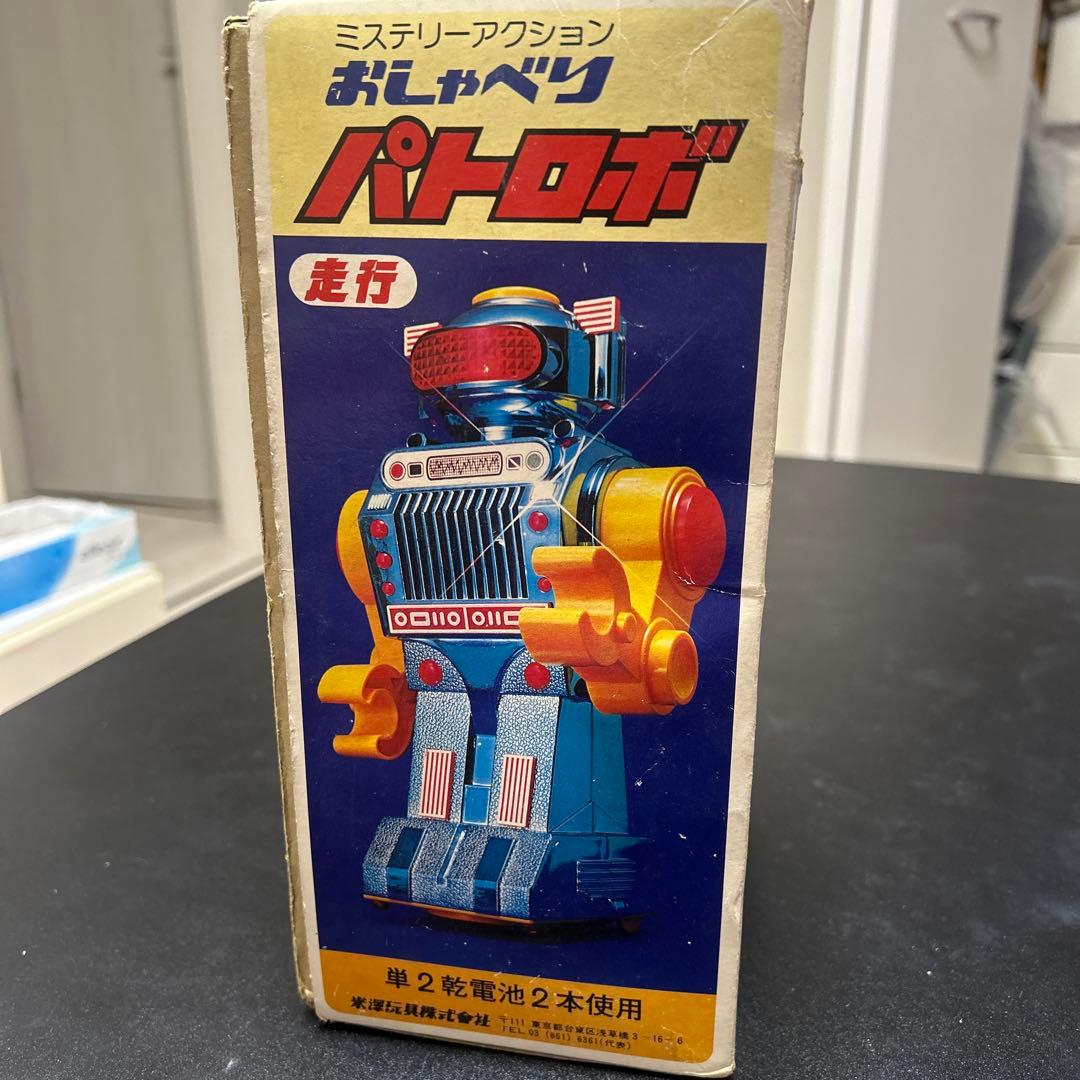 ミステリーアクション
おしゃべり
パトロボ
走行
単2乾電池2本使用
米澤玩具株式會社 〒111 東京都台東区浅草橋3-16-6
TEL.03(861)6361(代表)